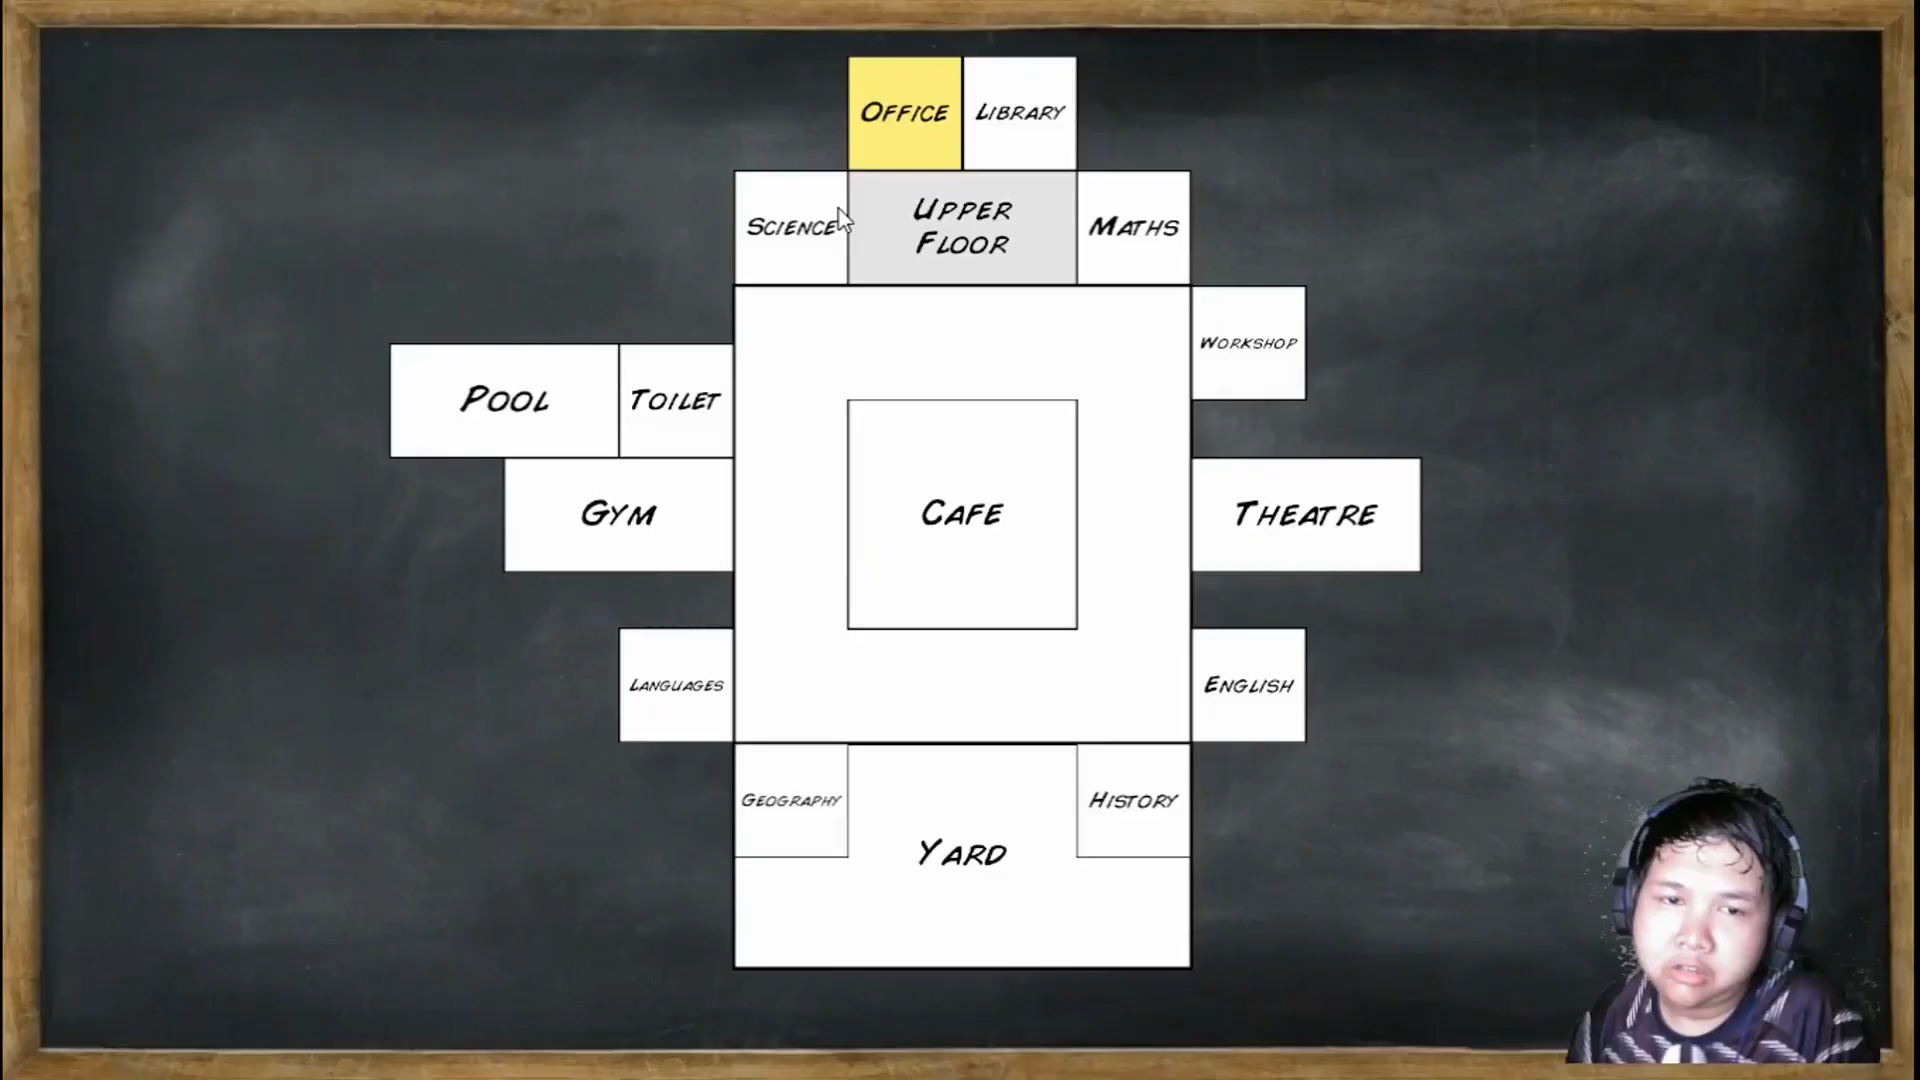 OFFICE
LIBRARY
SCIENCE
UPPER
FLOOR
MATHS
WORKSHOP
POOL
TOILET
GYM
CAFE
THEATRE
LANGUAGES
ENGLISH
GEOGRAPHY
HISTORY
YARD